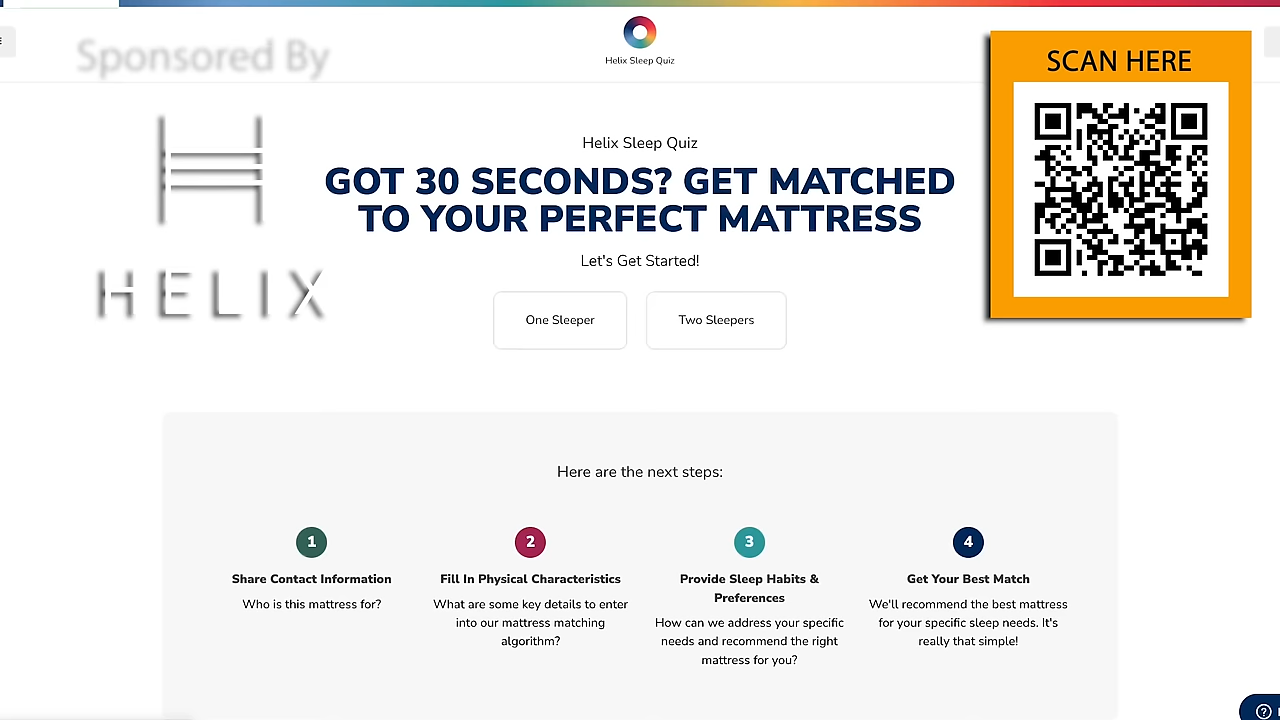 Sponsored By
HELIX
Helix Sleep Quiz
SCAN HERE
Helix Sleep Quiz
GOT 30 SECONDS? GET MATCHED
TO YOUR PERFECT MATTRESS
Let's Get Started!
One Sleeper
Two Sleepers
Here are the next steps:
1
Share Contact Information
Who is this mattress for?
2
Fill In Physical Characteristics
What are some key details to enter
into our mattress matching
algorithm?
3
Provide Sleep Habits &
Preferences
How can we address your specific
needs and recommend the right
mattress for you?
4
Get Your Best Match
We'll recommend the best mattress
for your specific sleep needs. It's
really that simple!